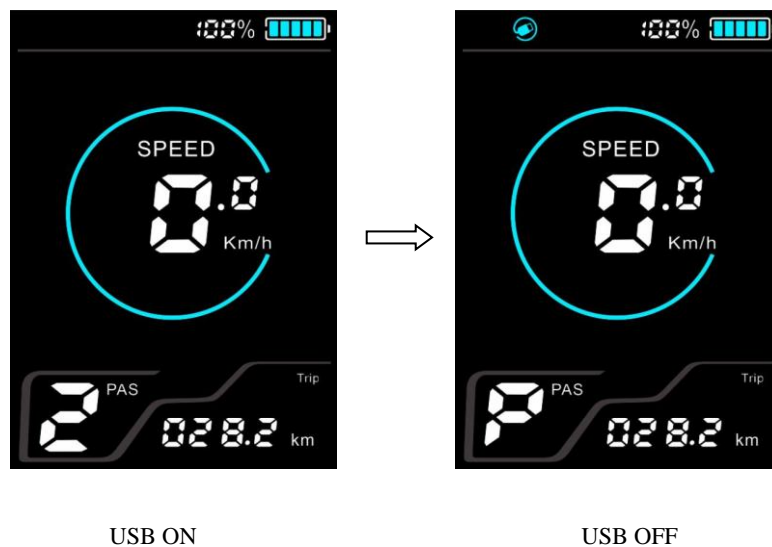 100%
SPEED
0.0
Km/h
2 PAS
Trip
028.2 km
100%
SPEED
0.0
Km/h
P PAS
Trip
028.2 km
USB ON
USB OFF